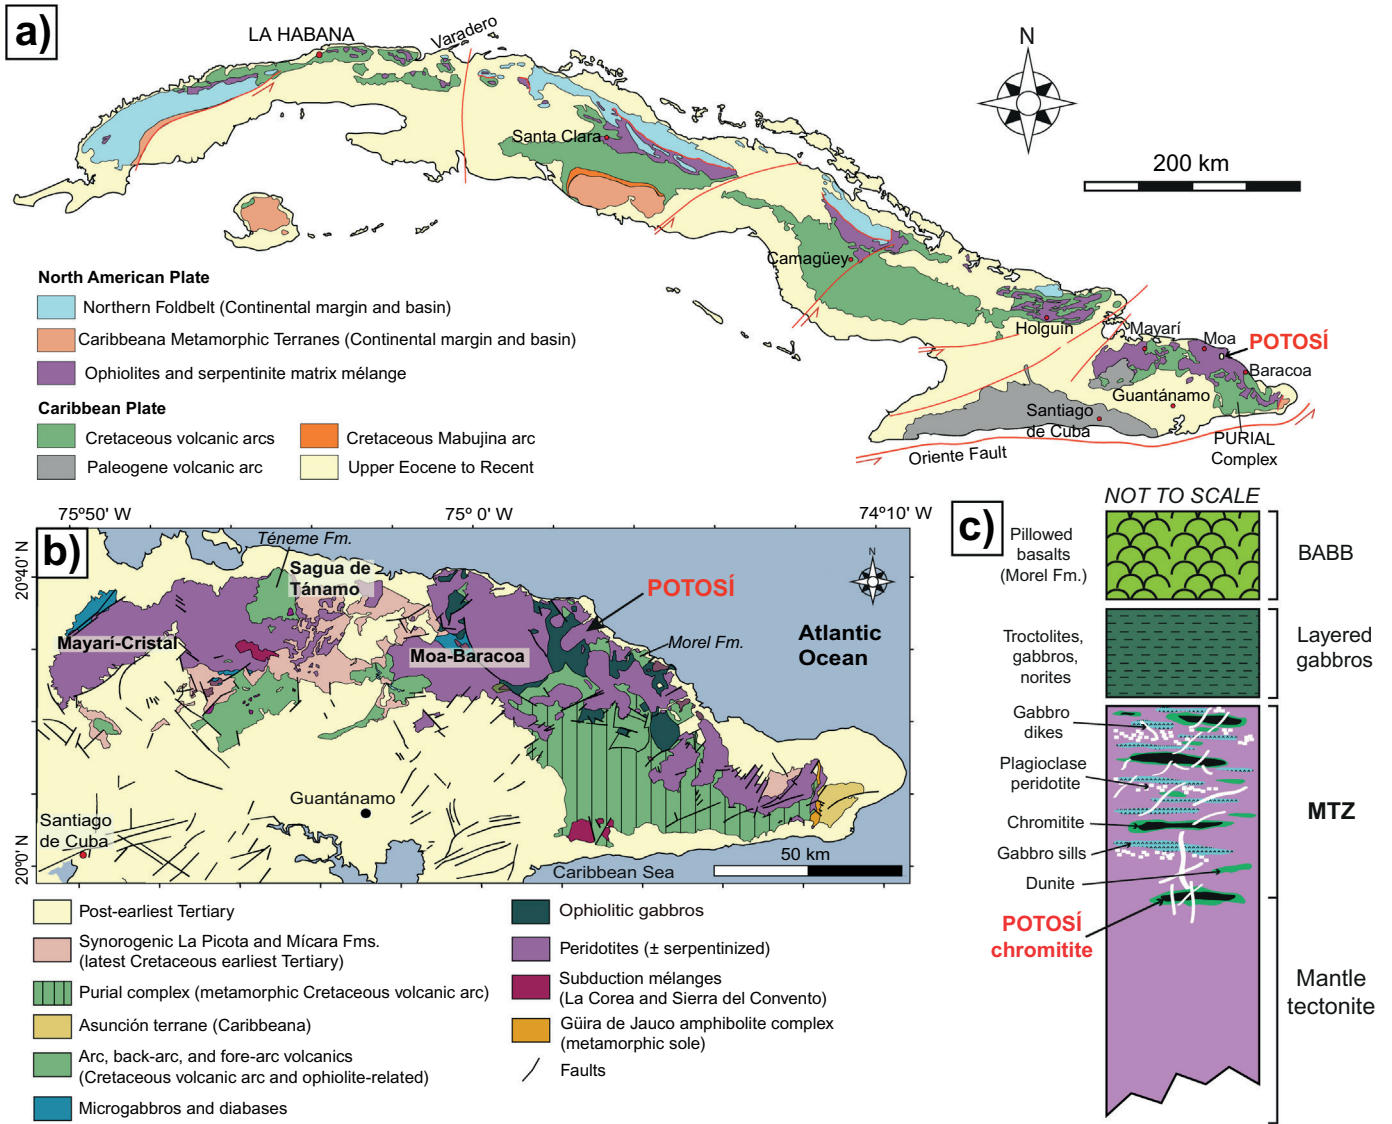 a)
LA HABANA
Varadero
Santa Clara
Camagüey
Holguín
Mayarí
Moa
POTOSÍ
Baracoa
Guantánamo
Santiago
de Cuba
PURIAL
Complex
Oriente Fault
N
200 km
North American Plate
Northern Foldbelt (Continental margin and basin)
Caribbeana Metamorphic Terranes (Continental margin and basin)
Ophiolites and serpentinite matrix mélange
Caribbean Plate
Cretaceous volcanic arcs
Cretaceous Mabujina arc
Paleogene volcanic arc
Upper Eocene to Recent
b)
75°50' W
75°0' W
74°10' W
20°40' N
20°0' N
Téneme Fm.
Sagua de
Tánamo
POTOSÍ
N
Mayarí-Cristal
Moa-Baracoa
Morel Fm.
Atlantic
Ocean
Guantánamo
Santiago
de Cuba
50 km
Caribbean Sea
Post-earliest Tertiary
Synorogenic La Picota and Mícara Fms.
(latest Cretaceous earliest Tertiary)
Purial complex (metamorphic Cretaceous volcanic arc)
Asunción terrane (Caribbeana)
Arc, back-arc, and fore-arc volcanics
(Cretaceous volcanic arc and ophiolite-related)
Microgabbros and diabases
Ophiolitic gabbros
Peridotites (± serpentinized)
Subduction mélanges
(La Corea and Sierra del Convento)
Güira de Jauco amphibolite complex
(metamorphic sole)
Faults
c)
NOT TO SCALE
Pillowed
basalts
(Morel Fm.)
BABB
Troctolites,
gabbros,
norites
Layered
gabbros
Gabbro
dikes
Plagioclase
peridotite
Chromitite
Gabbro sills
Dunite
MTZ
POTOSÍ
chromitite
Mantle
tectonite